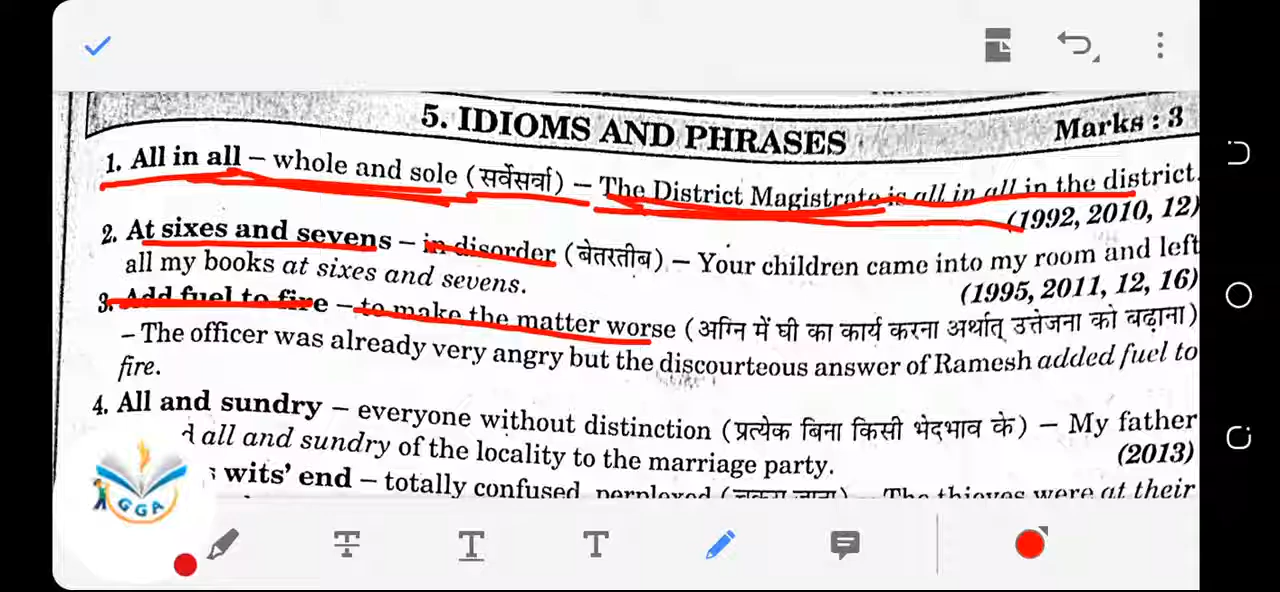 5. IDIOMS AND PHRASES Marks : 3
1. All in all – whole and sole (सर्वेसर्वा) – The District Magistrate is all in all in the district.
(1992, 2010, 12)
2. At sixes and sevens – in disorder (बेतरतीब) – Your children came into my room and left
all my books at sixes and sevens. (1995, 2011, 12, 16)
3. Add fuel to fire – to make the matter worse (अग्नि में घी का कार्य करना अर्थात् उत्तेजना को बढ़ाना)
– The officer was already very angry but the discourteous answer of Ramesh added fuel to
fire.
4. All and sundry – everyone without distinction (प्रत्येक बिना किसी भेदभाव के) – My father
all and sundry of the locality to the marriage party. (2013)
wits' end – totally confused, perplexed (चकरा जाना) – The thieves were at their
GGA
T T T